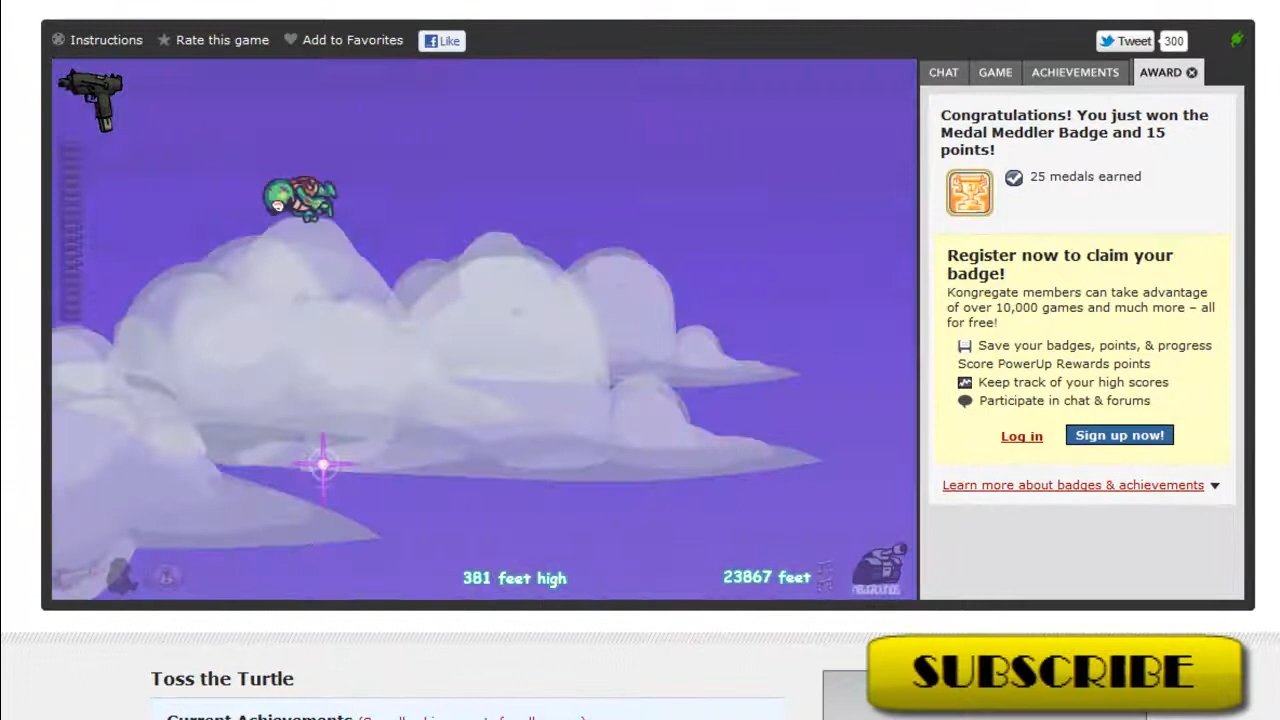 Instructions
Rate this game
Add to Favorites
Like
Tweet
300
CHAT
GAME
ACHIEVEMENTS
AWARD
Congratulations! You just won the
Medal Meddler Badge and 15
points!
25 medals earned
Register now to claim your
badge!
Kongregate members can take advantage
of over 10,000 games and much more – all
for free!
Save your badges, points, & progress
Score PowerUp Rewards points
Keep track of your high scores
Participate in chat & forums
Log in
Sign up now!
Learn more about badges & achievements
381 feet high
23867 feet
NEWGROUNDS
Toss the Turtle
SUBSCRIBE
Current Achievements